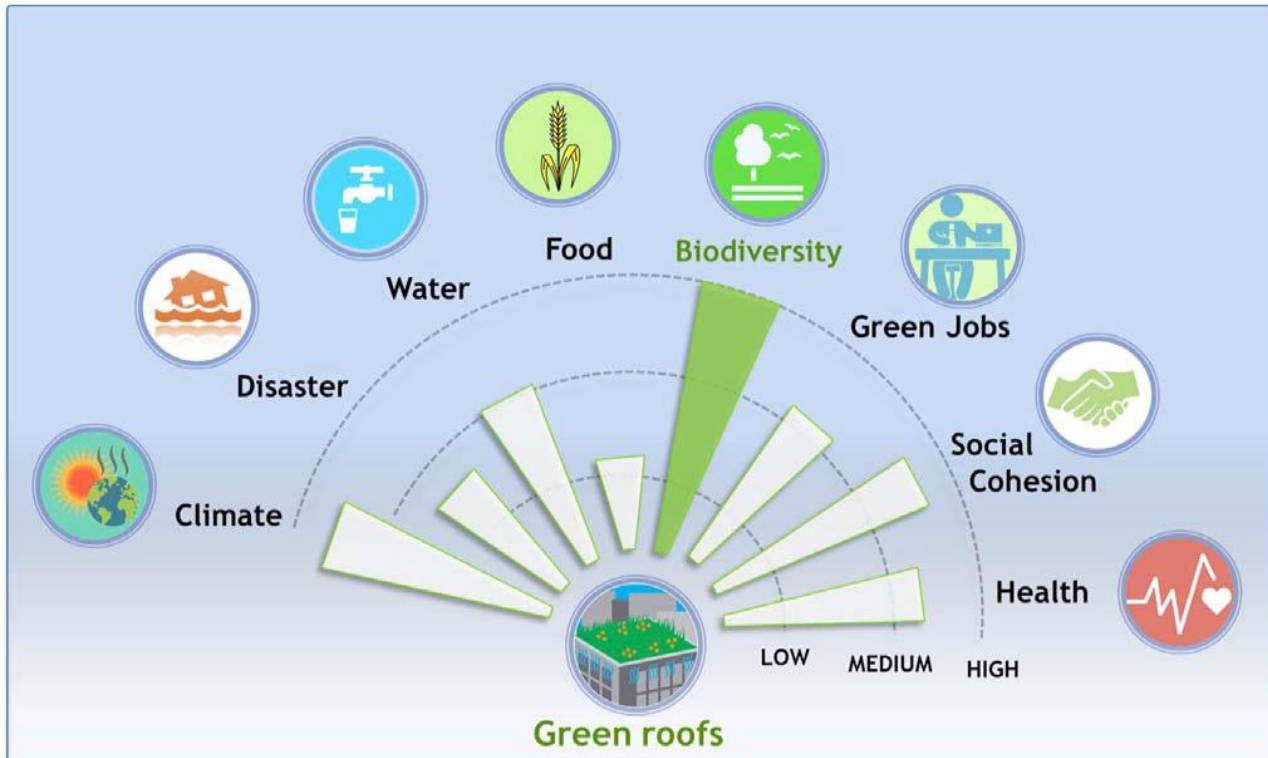 Food
Biodiversity
Water
Green Jobs
Disaster
Social
Cohesion
Climate
Health
LOW
MEDIUM
HIGH
Green roofs